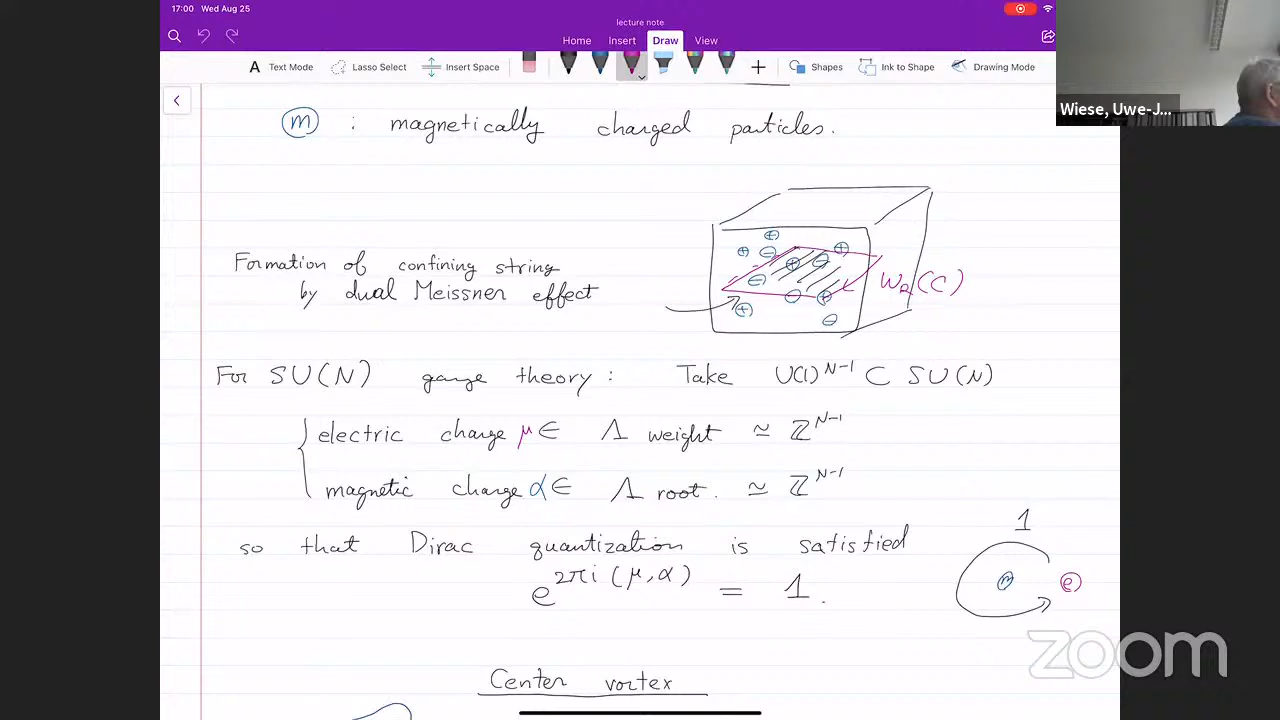 17:00 Wed Aug 25
lecture note
Home Insert Draw View
Text Mode Lasso Select Insert Space + Shapes Ink to Shape Drawing Mode
Wiese, Uwe-J...
m : magnetically charged particles.
Formation of confining string
by dual Meissner effect
W_R(C)
For SU(N) gauge theory : Take U(1)^{N-1} ⊂ SU(N)
electric charge μ ∈ Λ weight ≃ ℤ^{N-1}
magnetic charge α ∈ Λ root. ≃ ℤ^{N-1}
so that Dirac quantization is satisfied
e^{2πi (μ,α)} = 1.
1
m e
zoom
Center vortex